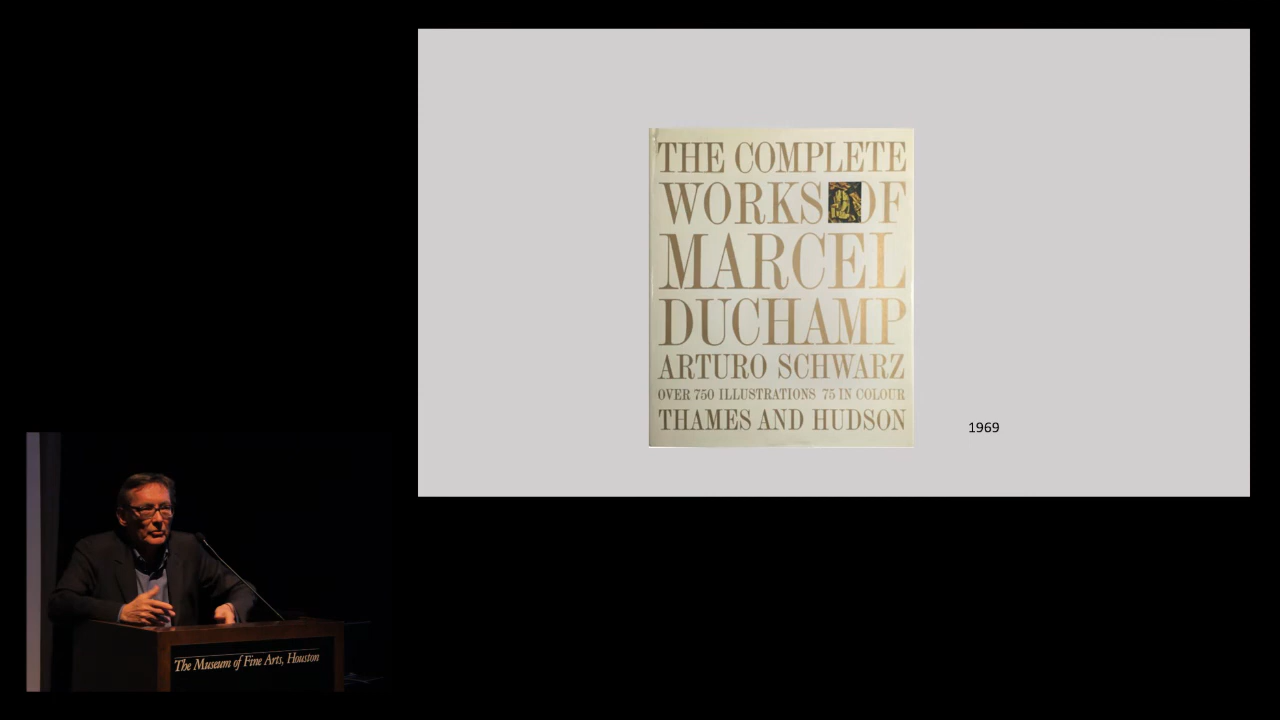 THE COMPLETE
WORKS OF
MARCEL
DUCHAMP
ARTURO SCHWARZ
OVER 750 ILLUSTRATIONS 75 IN COLOUR
THAMES AND HUDSON
1969
The Museum of Fine Arts, Houston